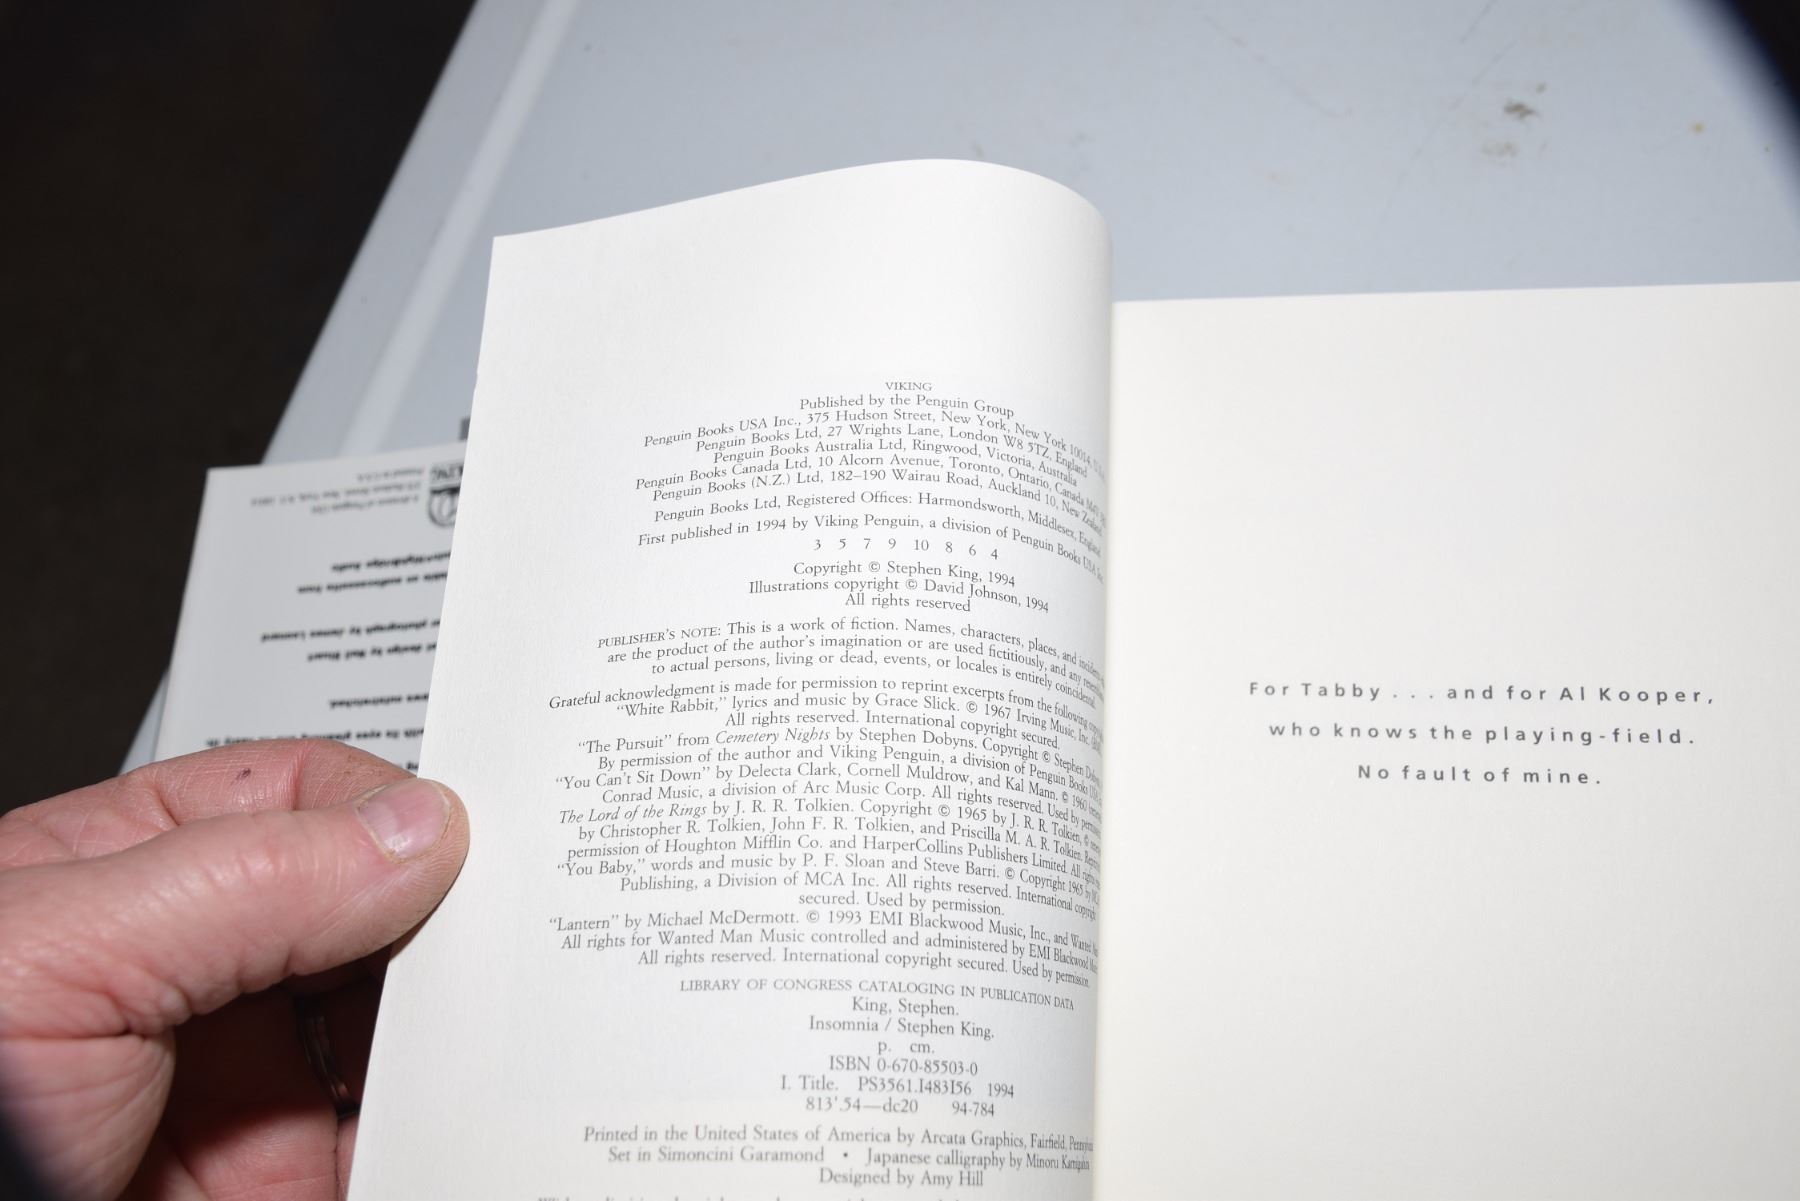 VIKING
Published by the Penguin Group
Penguin Books USA Inc., 375 Hudson Street, New York, New York 10014
Penguin Books Ltd, 27 Wrights Lane, London W8 5TZ, England
Penguin Books Australia Ltd, Ringwood, Victoria, Australia
Penguin Books Canada Ltd, 10 Alcorn Avenue, Toronto, Ontario, Canada
Penguin Books (N.Z.) Ltd, 182–190 Wairau Road, Auckland 10, New Zealand
Penguin Books Ltd, Registered Offices: Harmondsworth, Middlesex, England
First published in 1994 by Viking Penguin, a division of Penguin Books USA
3 5 7 9 10 8 6 4
Copyright © Stephen King, 1994
Illustrations copyright © David Johnson, 1994
All rights reserved
PUBLISHER'S NOTE: This is a work of fiction. Names, characters, places, and
are the product of the author's imagination or are used fictitiously, and any
to actual persons, living or dead, events, or locales is entirely coincidental.
Grateful acknowledgment is made for permission to reprint excerpts from the following
“White Rabbit,” lyrics and music by Grace Slick. © 1967 Irving Music, Inc.
All rights reserved. International copyright secured.
“The Pursuit” from Cemetery Nights by Stephen Dobyns. Copyright © Stephen
By permission of the author and Viking Penguin, a division of Penguin Books
“You Can't Sit Down” by Delecta Clark, Cornell Muldrow, and Kal Mann. © 1960
Conrad Music, a division of Arc Music Corp. All rights reserved. Used by
The Lord of the Rings by J. R. R. Tolkien. Copyright © 1965 by J. R. R. Tolkien,
by Christopher R. Tolkien, John F. R. Tolkien, and Priscilla M. A. R. Tolkien.
permission of Houghton Mifflin Co. and HarperCollins Publishers Limited. All
“You Baby,” words and music by P. F. Sloan and Steve Barri. © Copyright 1965 by
Publishing, a Division of MCA Inc. All rights reserved. International copyright
secured. Used by permission.
“Lantern” by Michael McDermott. © 1993 EMI Blackwood Music, Inc., and Wanted
All rights for Wanted Man Music controlled and administered by EMI Blackwood
All rights reserved. International copyright secured. Used by permission.
LIBRARY OF CONGRESS CATALOGING IN PUBLICATION DATA
King, Stephen.
Insomnia / Stephen King.
p. cm.
ISBN 0-670-85503-0
I. Title. PS3561.I483I56 1994
813'.54—dc20 94-784
Printed in the United States of America by Arcata Graphics, Fairfield,
Set in Simoncini Garamond • Japanese calligraphy by Minoru
Designed by Amy Hill
For Tabby . . . and for Al Kooper,
who knows the playing-field.
No fault of mine.